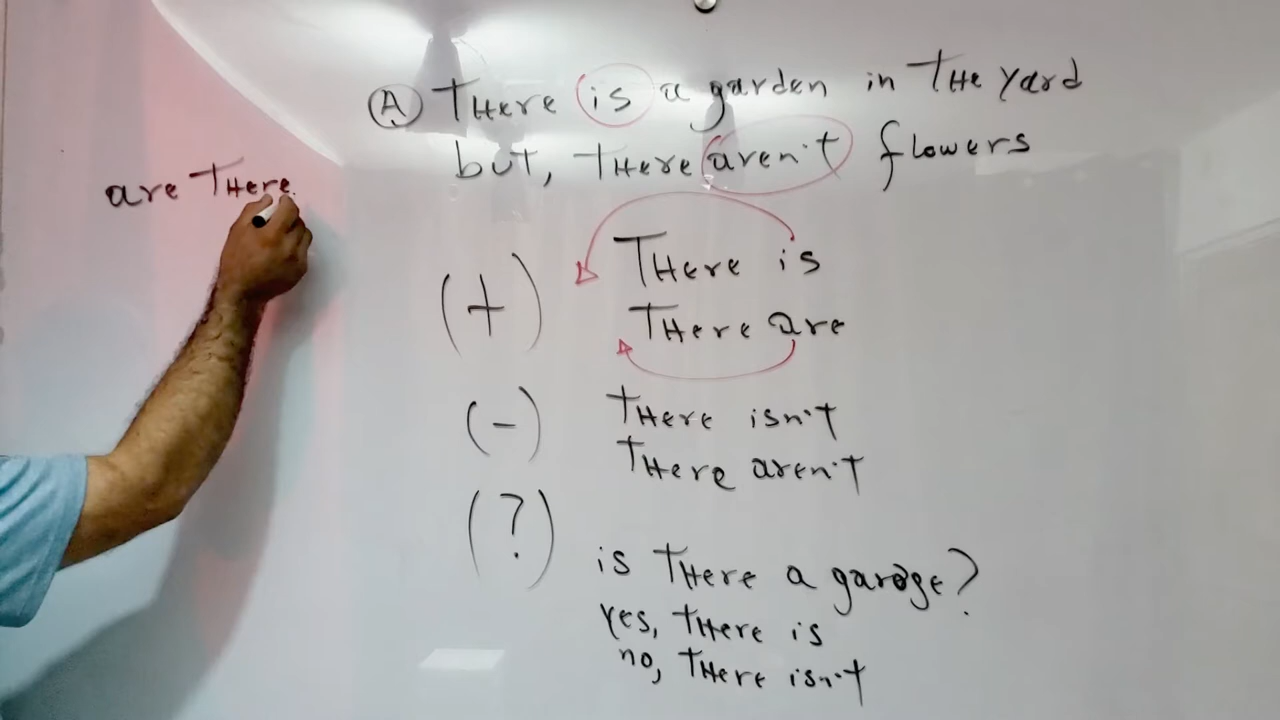 Ⓐ THere is a garden in THe yard
but, THere aren't flowers
are THere
(+) THere is
THere are
(-) THere isn't
THere aren't
(?)
is THere a garage?
yes, THere is
no, THere isn't